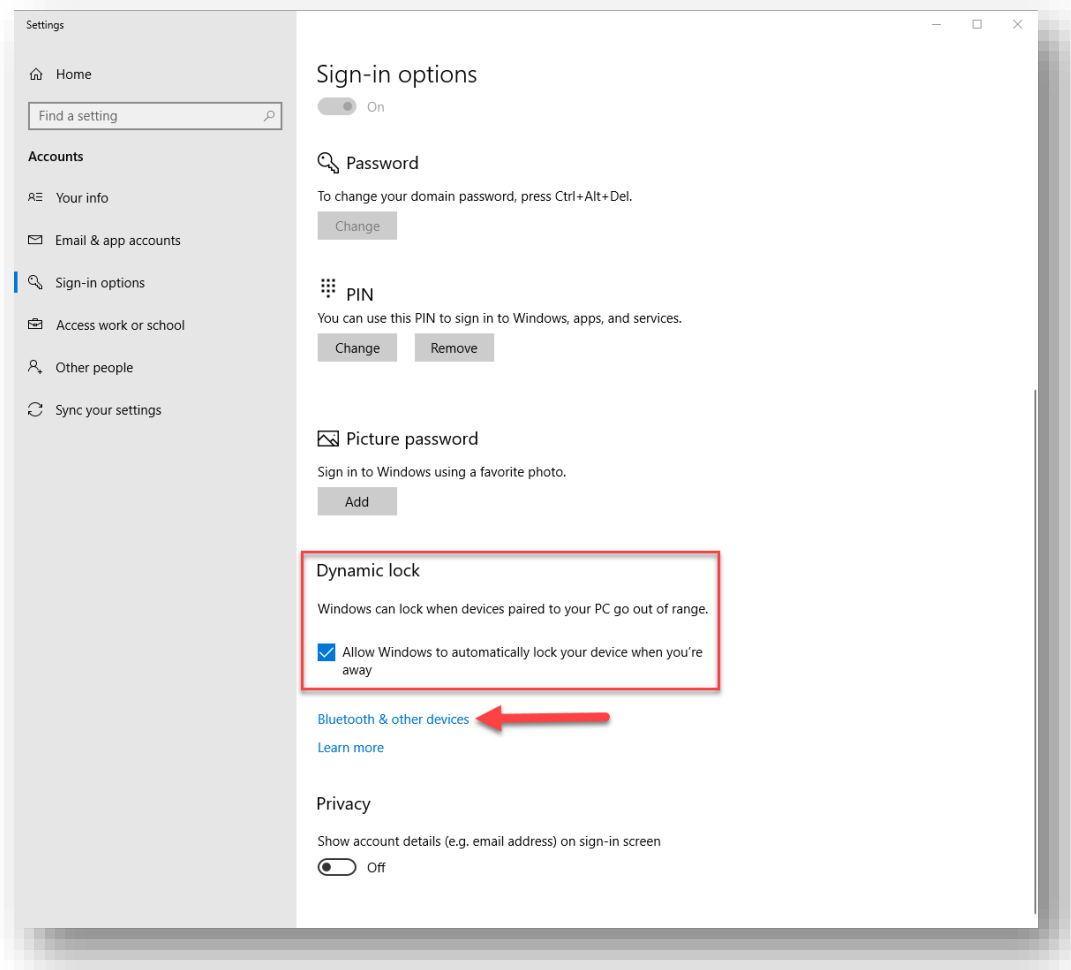 Settings
Home
Find a setting
Accounts
Your info
Email & app accounts
Sign-in options
Access work or school
Other people
Sync your settings
Sign-in options
On
Password
To change your domain password, press Ctrl+Alt+Del.
Change
PIN
You can use this PIN to sign in to Windows, apps, and services.
Change Remove
Picture password
Sign in to Windows using a favorite photo.
Add
Dynamic lock
Windows can lock when devices paired to your PC go out of range.
Allow Windows to automatically lock your device when you're
away
Bluetooth & other devices
Learn more
Privacy
Show account details (e.g. email address) on sign-in screen
Off